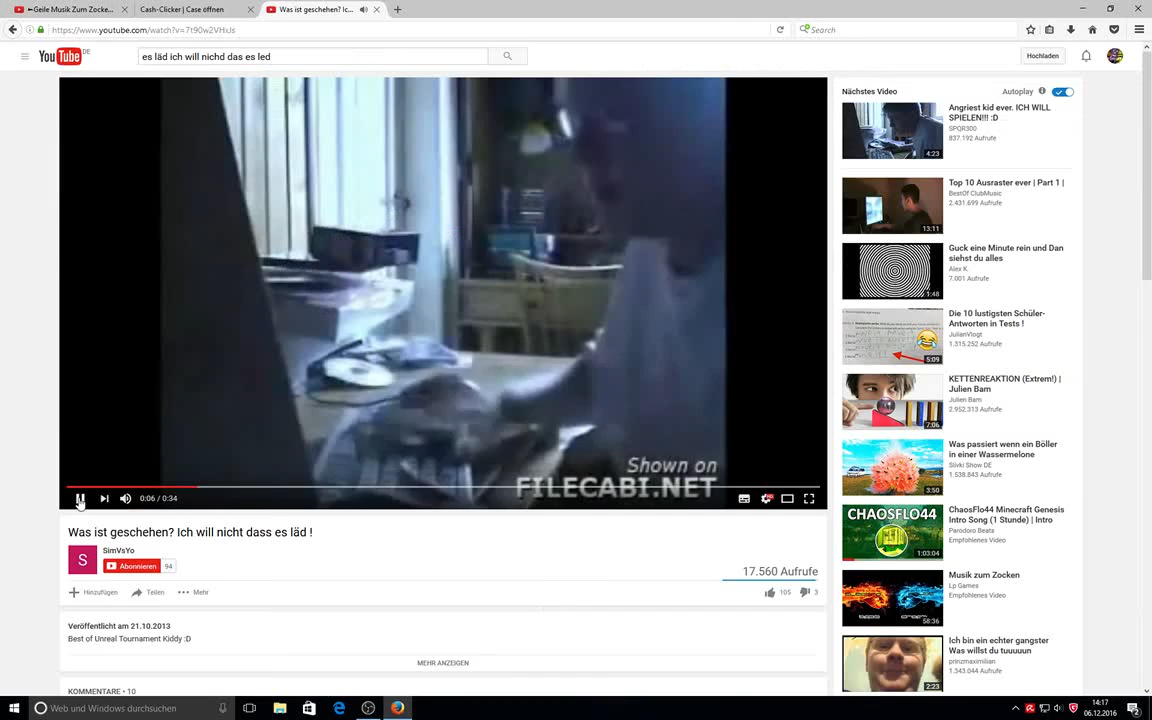 ←Geile Musik Zum Zocke...
Cash-Clicker | Case öffnen
Was ist geschehen? Ic...
https://www.youtube.com/watch?v=7t90w2VHxJs
Search
YouTube DE
es läd ich will nichd das es led
Hochladen
Shown on
FILECABI.NET
0:06 / 0:34
Was ist geschehen? Ich will nicht dass es läd !
S
SimVsYo
Abonnieren 94
17.560 Aufrufe
Hinzufügen
Teilen
Mehr
105
3
Veröffentlicht am 21.10.2013
Best of Unreal Tournament Kiddy :D
MEHR ANZEIGEN
KOMMENTARE • 10
Nächstes Video
Autoplay
Angriest kid ever. ICH WILL
SPIELEN!!! :D
SPQR300
837.192 Aufrufe
4:23
Top 10 Ausraster ever | Part 1 |
BestOf ClubMusic
2.431.699 Aufrufe
13:11
Guck eine Minute rein und Dan
siehst du alles
Alex K.
7.001 Aufrufe
1:48
Die 10 lustigsten Schüler-
Antworten in Tests !
JulianVlogt
1.315.252 Aufrufe
5:09
KETTENREAKTION (Extrem!) |
Julien Bam
Julien Bam
2.952.313 Aufrufe
7:06
Was passiert wenn ein Böller
in einer Wassermelone
Slivki Show DE
1.538.843 Aufrufe
3:50
CHAOSFLO44
ChaosFlo44 Minecraft Genesis
Intro Song (1 Stunde) | Intro
Parodoro Beats
Empfohlenes Video
1:03:04
Musik zum Zocken
Lp Games
Empfohlenes Video
58:36
Ich bin ein echter gangster
Was willst du tuuuuun
prinzmaximilian
1.343.044 Aufrufe
2:23
Web und Windows durchsuchen
14:17
06.12.2016
2